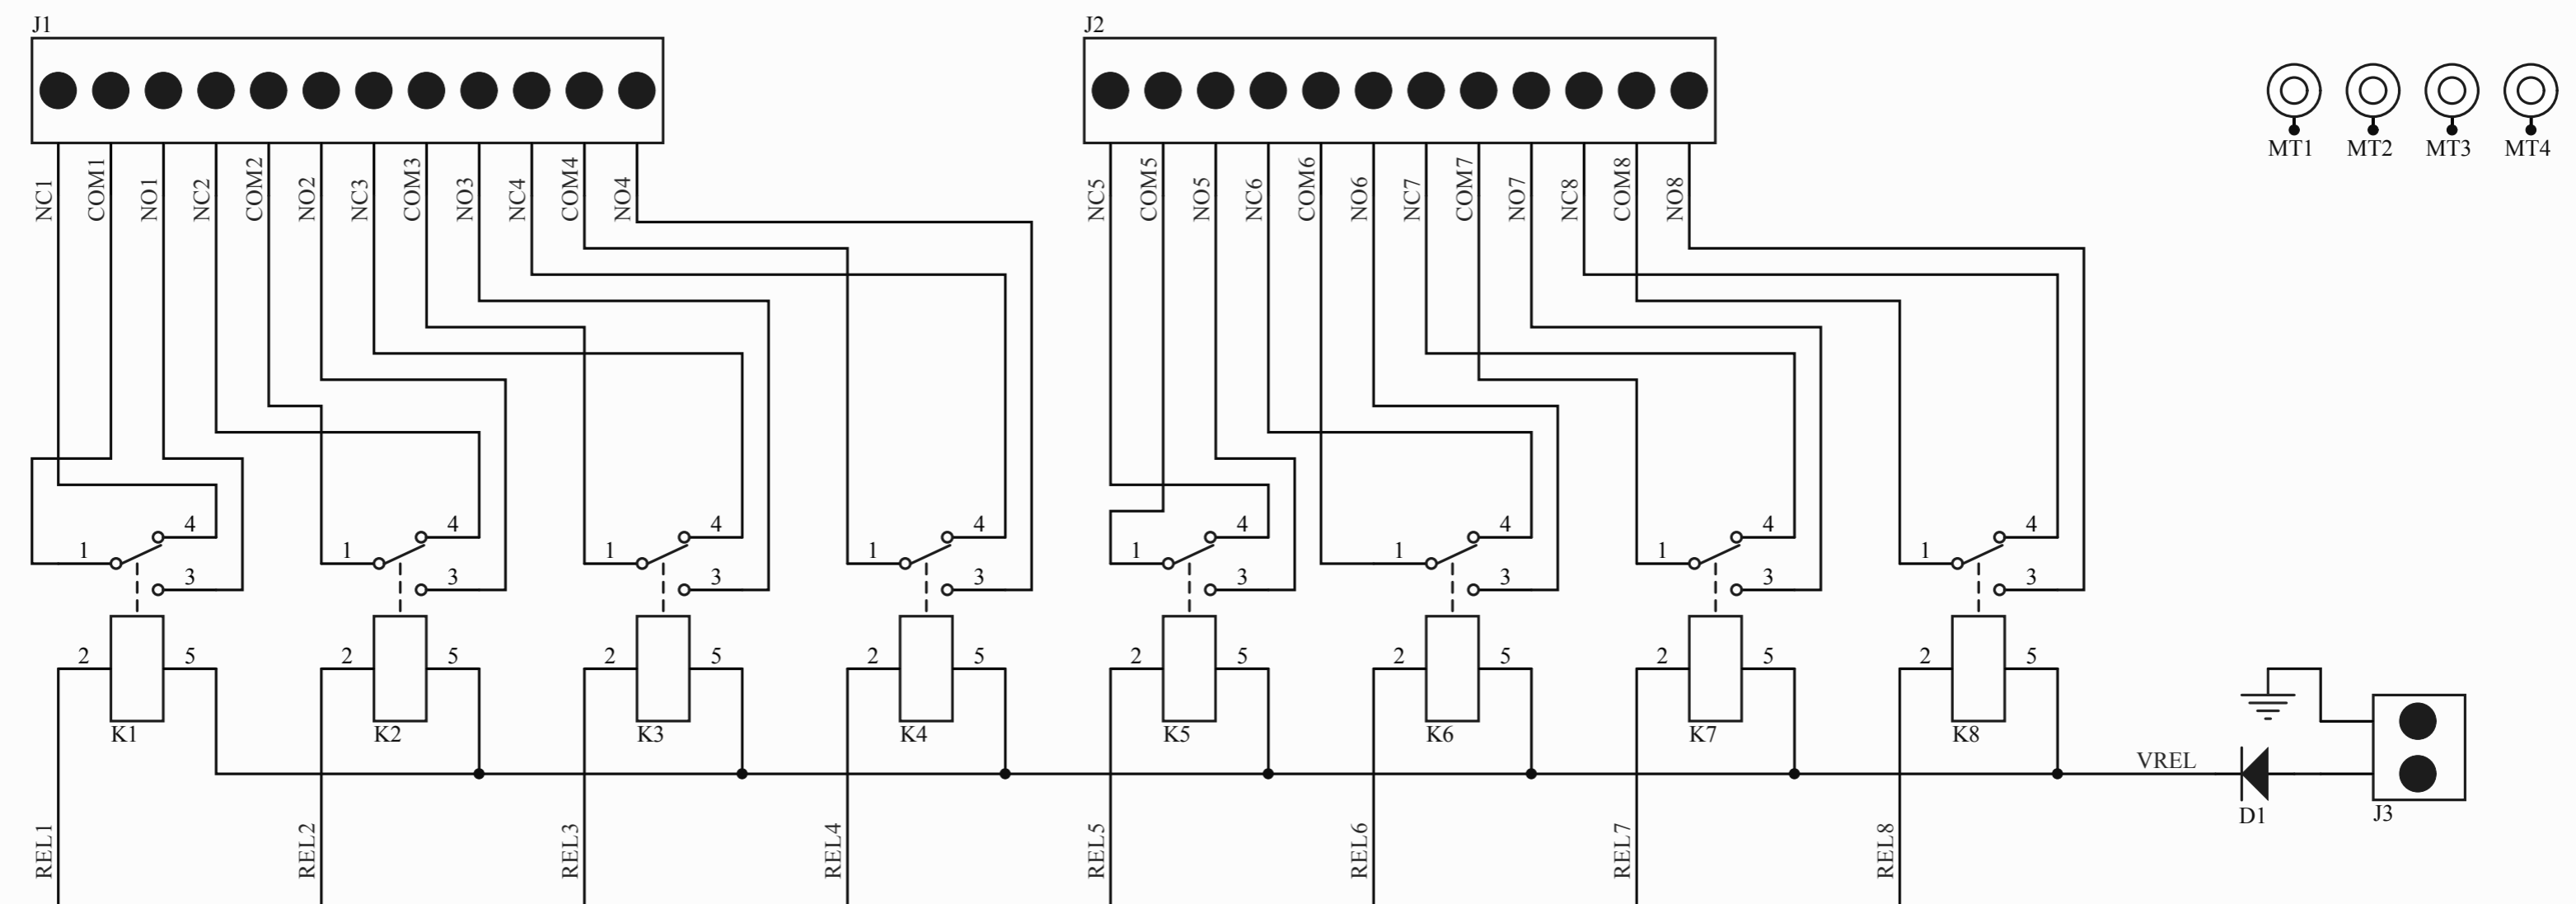 J1 J2
MT1 MT2 MT3 MT4
NC1 COM1 NO1 NC2 COM2 NO2 NC3 COM3 NO3 NC4 COM4 NO4 NC5 COM5 NO5 NC6 COM6 NO6 NC7 COM7 NO7 NC8 COM8 NO8
4 4 4 4 4 4 4 4
1 1 1 1 1 1 1 1
3 3 3 3 3 3 3 3
2 5 2 5 2 5 2 5 2 5 2 5 2 5 2 5
K1 K2 K3 K4 K5 K6 K7 K8
VREL
D1 J3
REL1 REL2 REL3 REL4 REL5 REL6 REL7 REL8